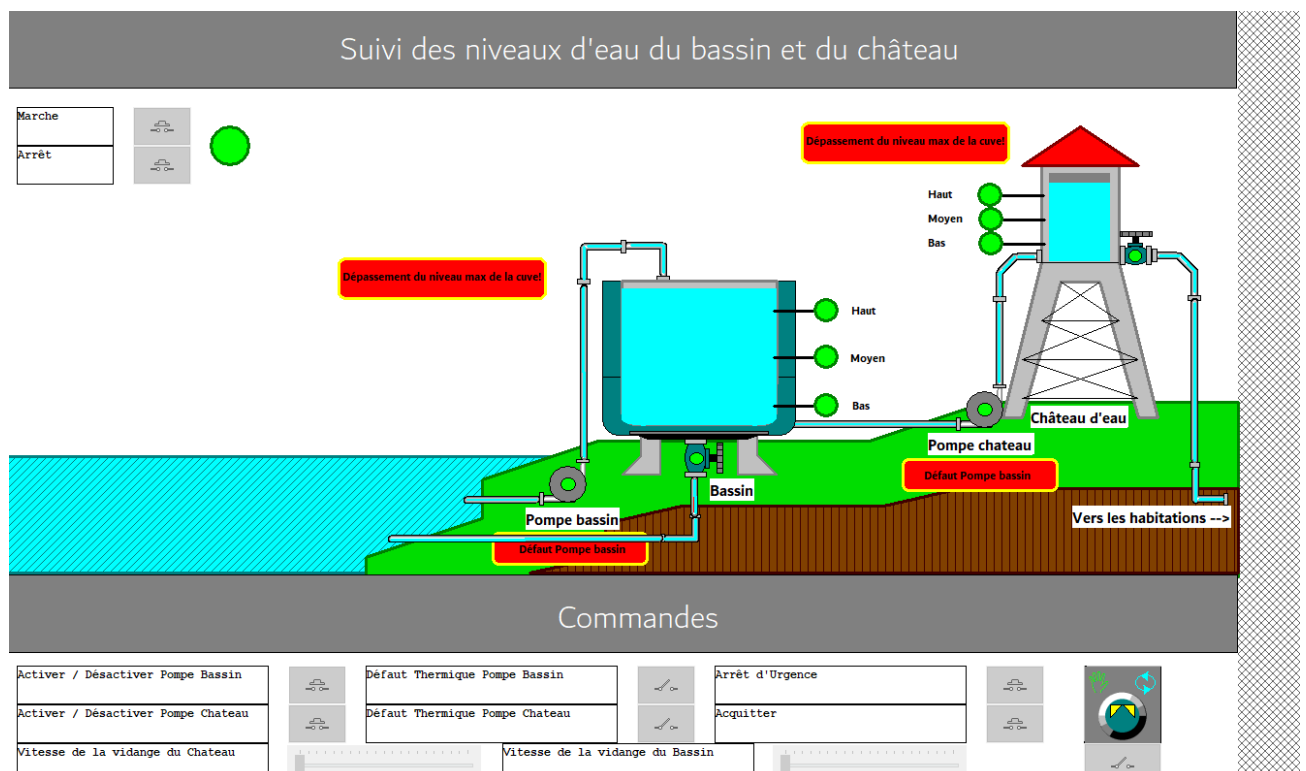 Suivi des niveaux d'eau du bassin et du château
Marche
Arrêt
Dépassement du niveau max de la cuve!
Haut
Moyen
Bas
Dépassement du niveau max de la cuve!
Haut
Moyen
Bas
Château d'eau
Pompe chateau
Défaut Pompe bassin
Bassin
Pompe bassin
Vers les habitations -->
Défaut Pompe bassin
Commandes
Activer / Désactiver Pompe Bassin
Défaut Thermique Pompe Bassin
Arrêt d'Urgence
Activer / Désactiver Pompe Chateau
Défaut Thermique Pompe Chateau
Acquitter
Vitesse de la vidange du Chateau
Vitesse de la vidange du Bassin